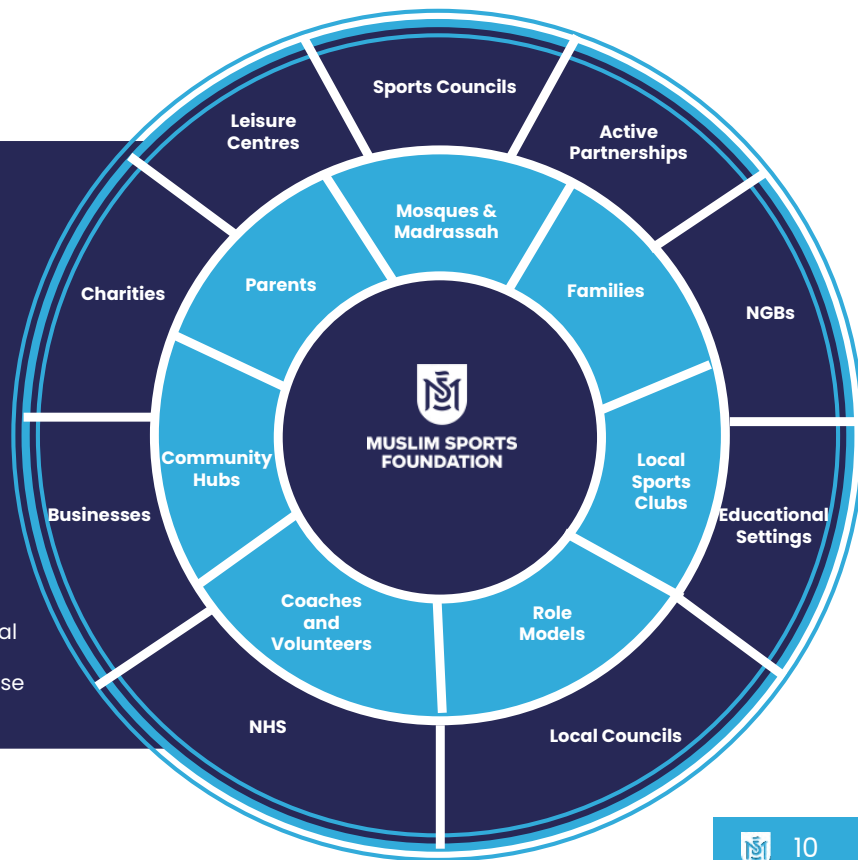 Sports Councils
Leisure
Centres
Active
Partnerships
Mosques &
Madrassah
Parents
Families
Charities
NGBs
MUSLIM SPORTS
FOUNDATION
Community
Hubs
Local
Sports
Clubs
Businesses
Educational
Settings
Coaches
and
Volunteers
Role
Models
al
se
NHS
Local Councils
10